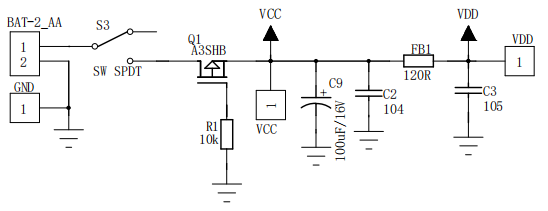 BAT-2_AA
1
2
GND
1
S3
SW SPDT
Q1
A3SHB
R1
10k
VCC
1
VCC
C9
+
100uF/16V
C2
104
FB1
120R
VDD
C3
105
VDD
1